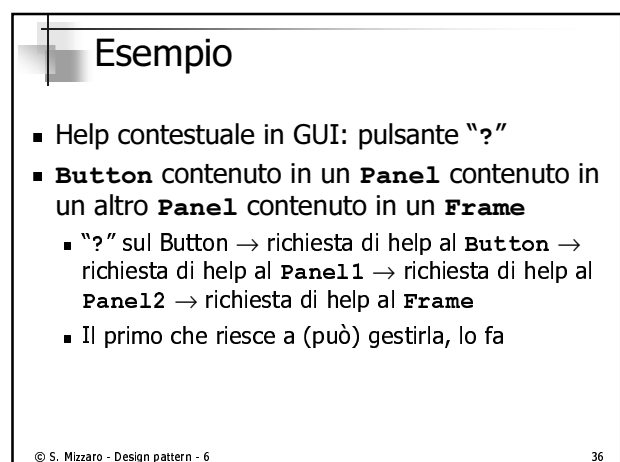 Esempio
Help contestuale in GUI: pulsante “?”
Button contenuto in un Panel contenuto in
un altro Panel contenuto in un Frame
“?” sul Button → richiesta di help al Button →
richiesta di help al Panel1 → richiesta di help al
Panel2 → richiesta di help al Frame
Il primo che riesce a (può) gestirla, lo fa
© S. Mizzaro - Design pattern - 6 36